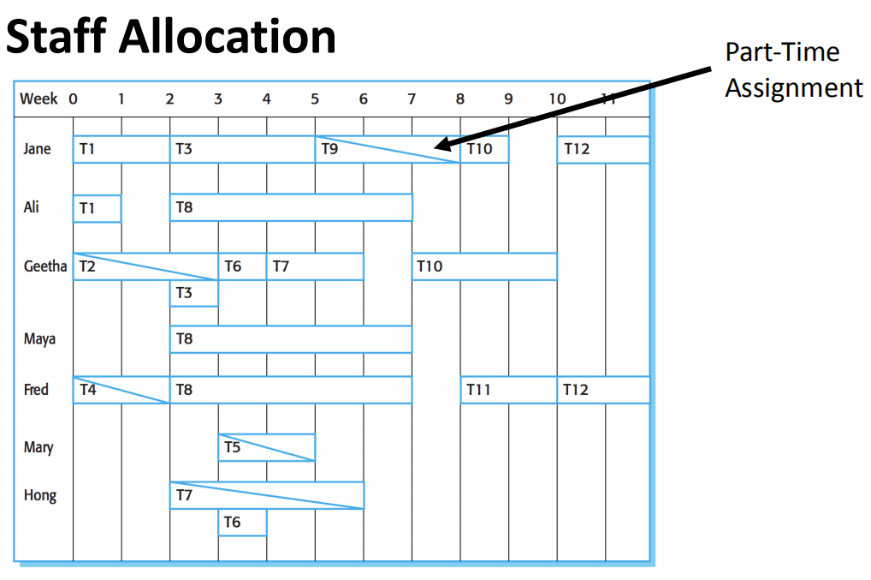 Staff Allocation
Part-Time
Assignment
Week 0 1 2 3 4 5 6 7 8 9 10 11
Jane T1 T3 T9 T10 T12
Ali T1 T8
Geetha T2 T6 T7 T10
T3
Maya T8
Fred T4 T8 T11 T12
Mary T5
Hong T7
T6